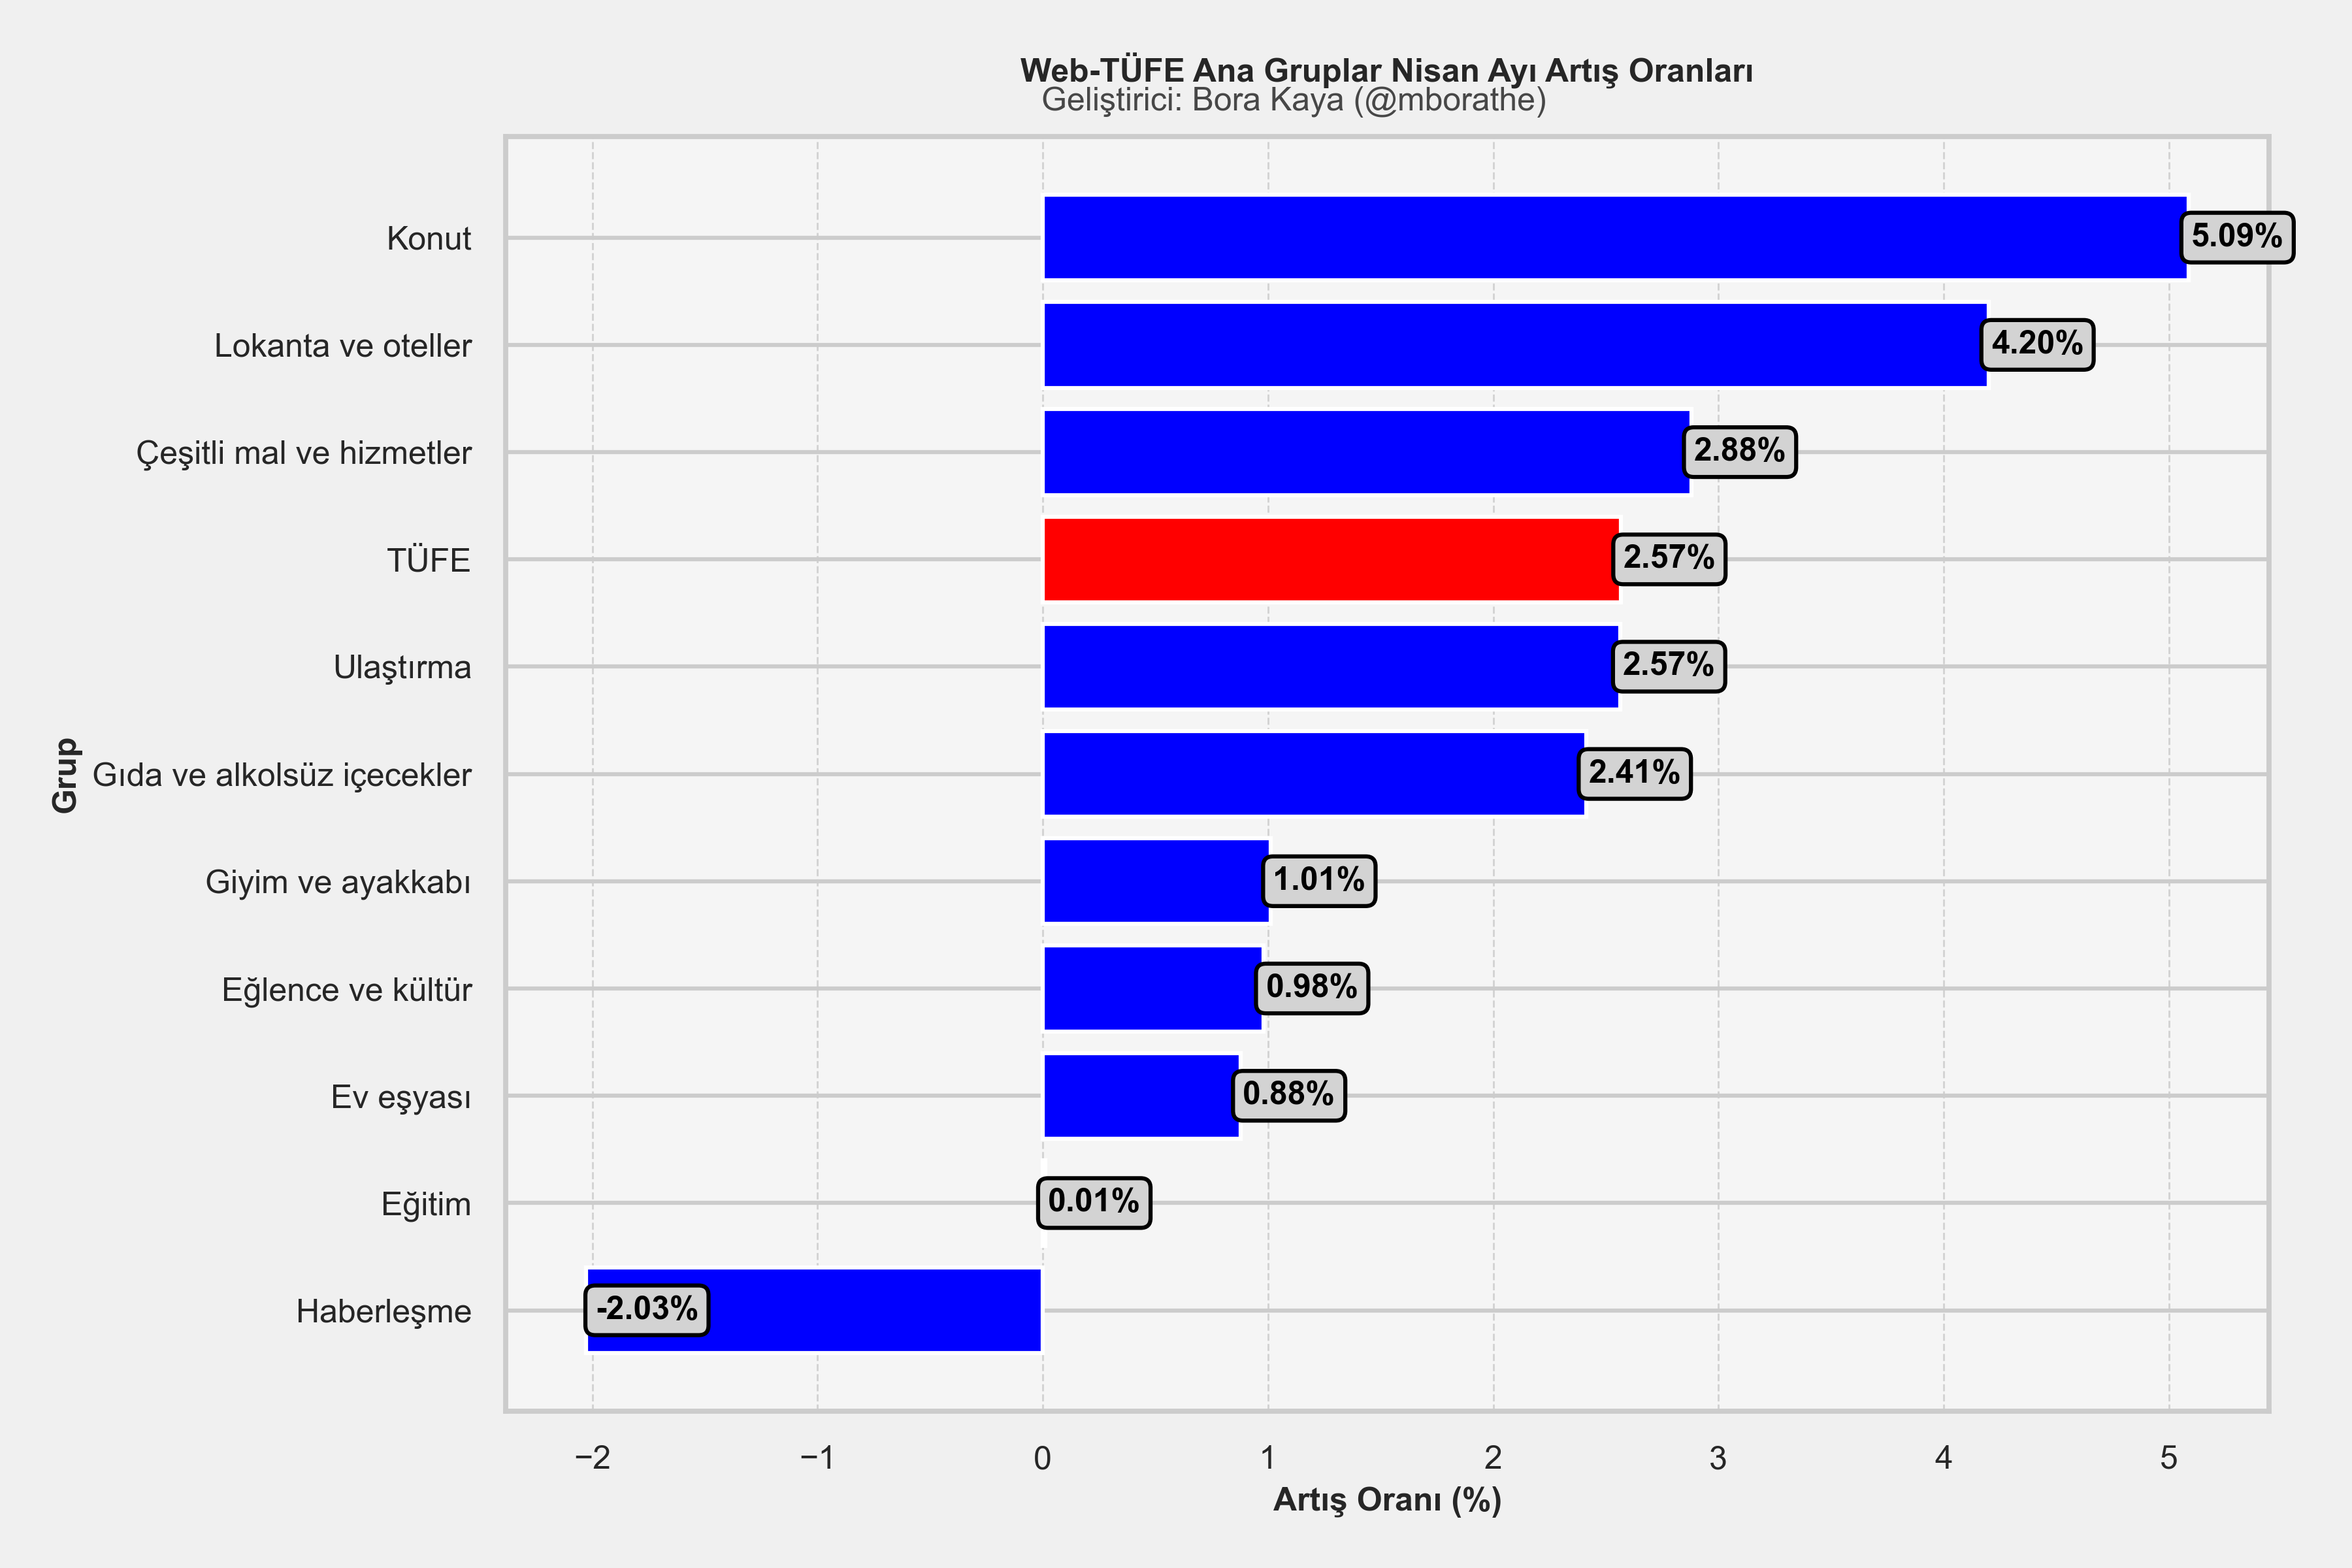 Web-TÜFE Ana Gruplar Nisan Ayı Artış Oranları
Geliştirici: Bora Kaya (@mborathe)
Grup
Konut 5.09%
Lokanta ve oteller 4.20%
Çeşitli mal ve hizmetler 2.88%
TÜFE 2.57%
Ulaştırma 2.57%
Gıda ve alkolsüz içecekler 2.41%
Giyim ve ayakkabı 1.01%
Eğlence ve kültür 0.98%
Ev eşyası 0.88%
Eğitim 0.01%
Haberleşme -2.03%
−2 −1 0 1 2 3 4 5
Artış Oranı (%)